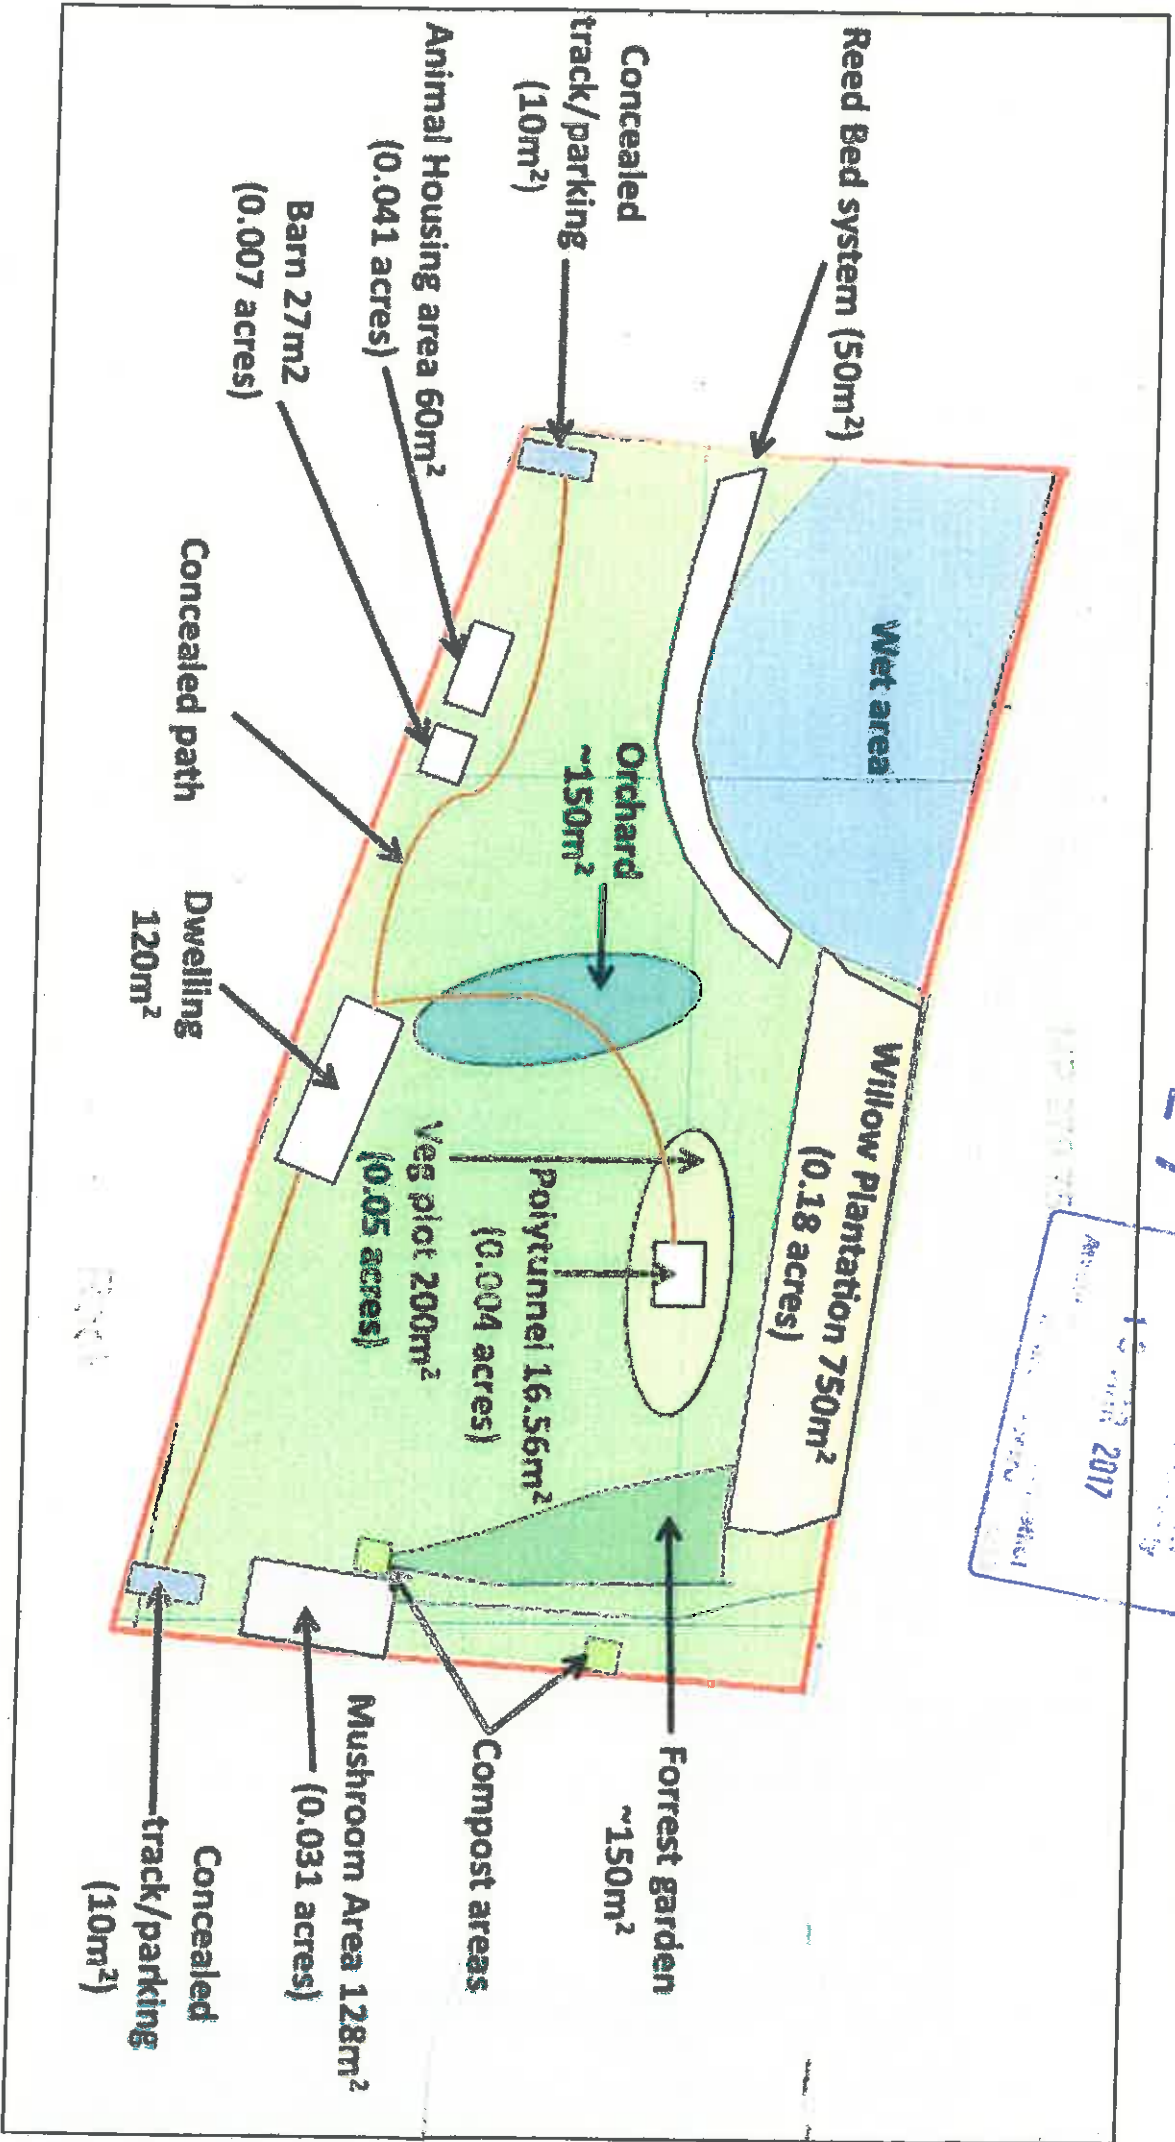 Reed Bed system (50m²)
Concealed
track/parking
(10m²)
Animal Housing area 60m²
(0.041 acres)
Barn 27m2
(0.007 acres)
Concealed path
Dwelling
120m²
Wet area
Orchard
~150m²
Willow Plantation 750m²
(0.18 acres)
Polytunnel 16.56m²
(0.004 acres)
Veg plot 200m²
(0.05 acres)
Forrest garden
~150m²
Compost areas
Mushroom Area 128m²
(0.031 acres)
Concealed
track/parking
(10m²)
2017